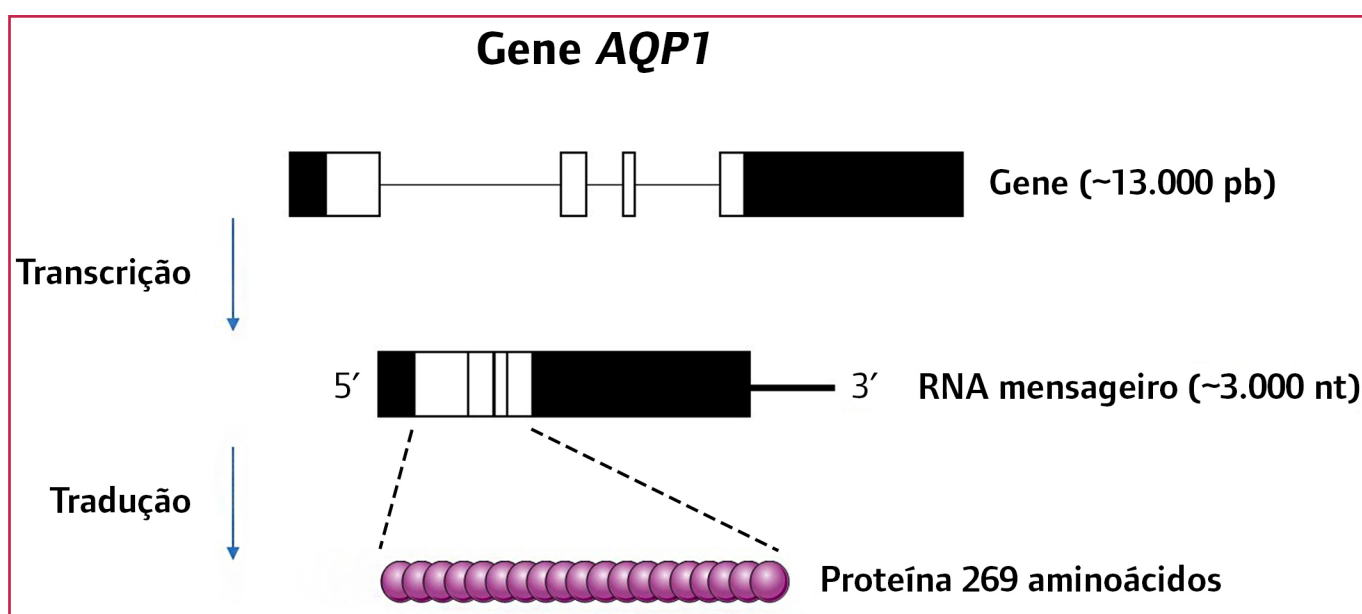 Gene AQP1
Gene (~13.000 pb)
Transcrição
5′ 3′ RNA mensageiro (~3.000 nt)
Tradução
Proteína 269 aminoácidos